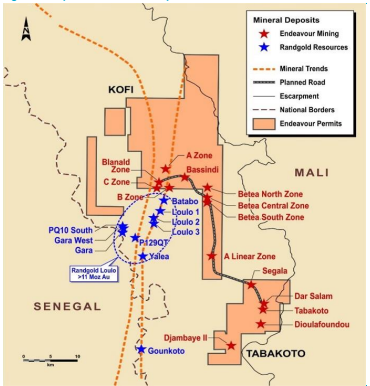 N
KOFI
Mineral Deposits
Endeavour Mining
Randgold Resources
Mineral Trends
Planned Road
Escarpment
National Borders
Endeavour Permits
MALI
A Zone
Blanald
Zone
Bassindi
C Zone
B Zone
Betea North Zone
Betea Central Zone
Betea South Zone
Batabo
Loulo 1
Loulo 2
Loulo 3
PQ10 South
Gara West
Gara
P129QT
Yalea
A Linear Zone
Randgold Loulo
>11 Moz Au
Segala
SENEGAL
Dar Salam
Tabakoto
Dioulafoundou
Djambaye II
TABAKOTO
Gounkoto
0
10
kilometers